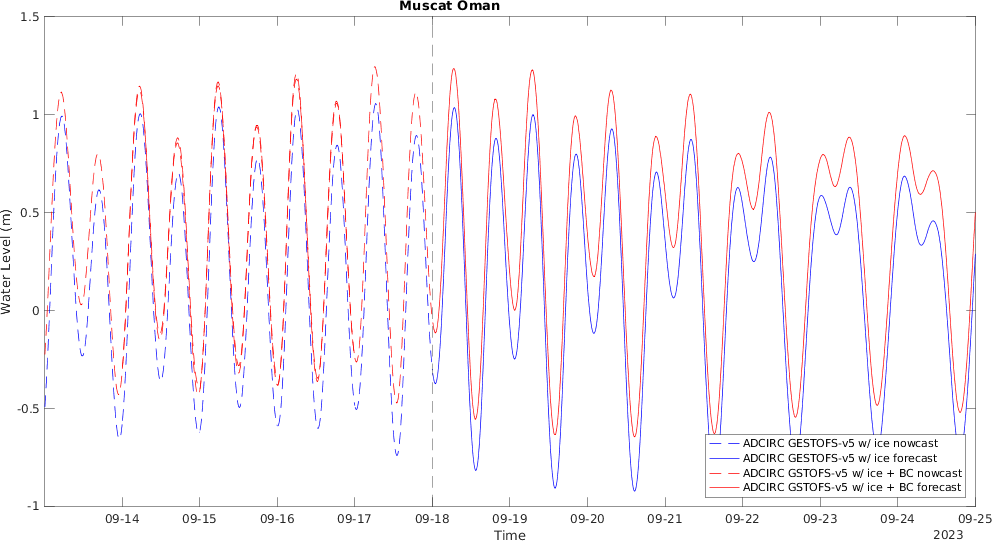 Muscat Oman
1.5
1
0.5
0
-0.5
-1
Water Level (m)
09-14 09-15 09-16 09-17 09-18 09-19 09-20 09-21 09-22 09-23 09-24 09-25
Time
2023
ADCIRC GESTOFS-v5 w/ ice nowcast
ADCIRC GESTOFS-v5 w/ ice forecast
ADCIRC GSTOFS-v5 w/ ice + BC nowcast
ADCIRC GSTOFS-v5 w/ ice + BC forecast